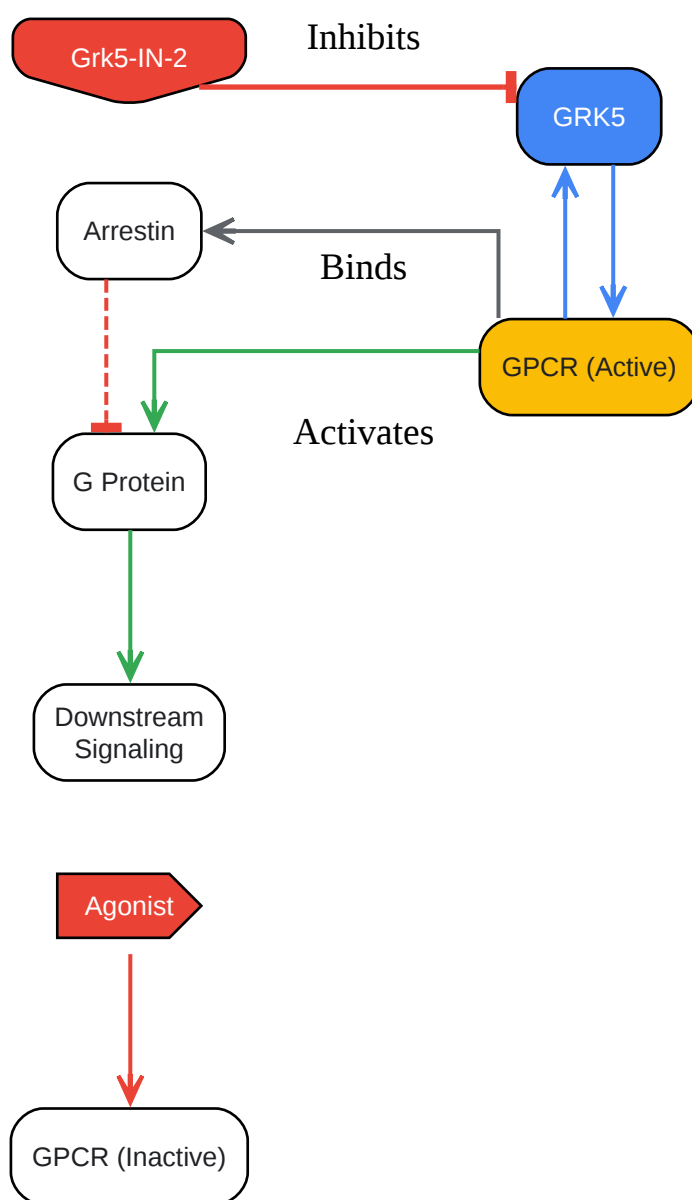 Inhibits
Grk5-IN-2
GRK5
Arrestin
Binds
GPCR (Active)
Activates
G Protein
Downstream
Signaling
Agonist
GPCR (Inactive)